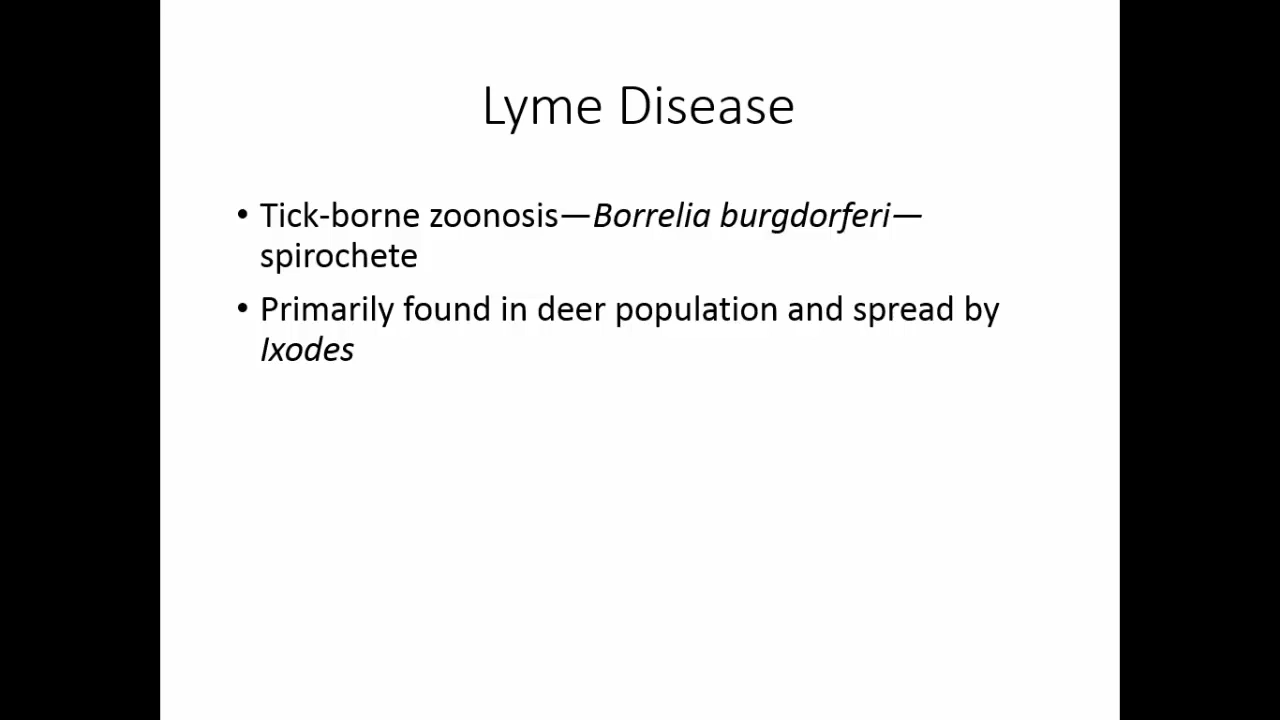 Lyme Disease
• Tick-borne zoonosis—Borrelia burgdorferi—
spirochete
• Primarily found in deer population and spread by
Ixodes